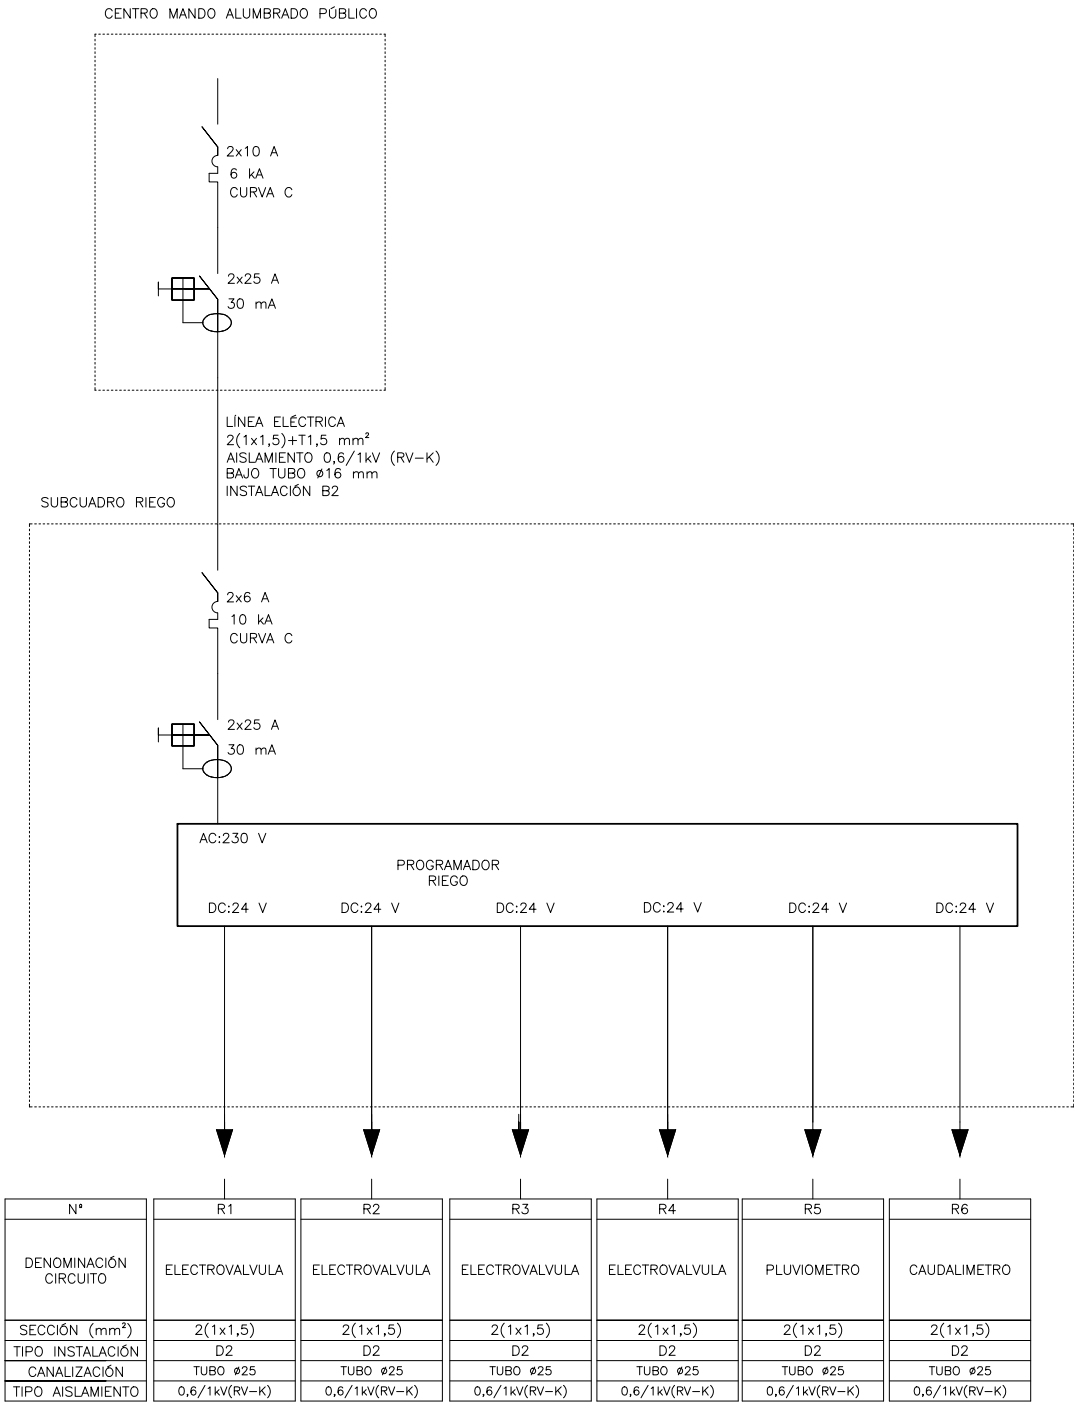 CENTRO MANDO ALUMBRADO PÚBLICO
2x10 A
6 kA
CURVA C
2x25 A
30 mA
LÍNEA ELÉCTRICA
2(1x1,5)+T1,5 mm²
AISLAMIENTO 0,6/1kV (RV-K)
BAJO TUBO ø16 mm
INSTALACIÓN B2
SUBCUADRO RIEGO
2x6 A
10 kA
CURVA C
2x25 A
30 mA
AC:230 V
PROGRAMADOR
RIEGO
DC:24 V DC:24 V DC:24 V DC:24 V DC:24 V DC:24 V
Nº R1 R2 R3 R4 R5 R6
DENOMINACIÓN
CIRCUITO
ELECTROVALVULA ELECTROVALVULA ELECTROVALVULA ELECTROVALVULA PLUVIOMETRO CAUDALIMETRO
SECCIÓN (mm²) 2(1x1,5) 2(1x1,5) 2(1x1,5) 2(1x1,5) 2(1x1,5) 2(1x1,5)
TIPO INSTALACIÓN D2 D2 D2 D2 D2 D2
CANALIZACIÓN TUBO ø25 TUBO ø25 TUBO ø25 TUBO ø25 TUBO ø25 TUBO ø25
TIPO AISLAMIENTO 0,6/1kV(RV-K) 0,6/1kV(RV-K) 0,6/1kV(RV-K) 0,6/1kV(RV-K) 0,6/1kV(RV-K) 0,6/1kV(RV-K)